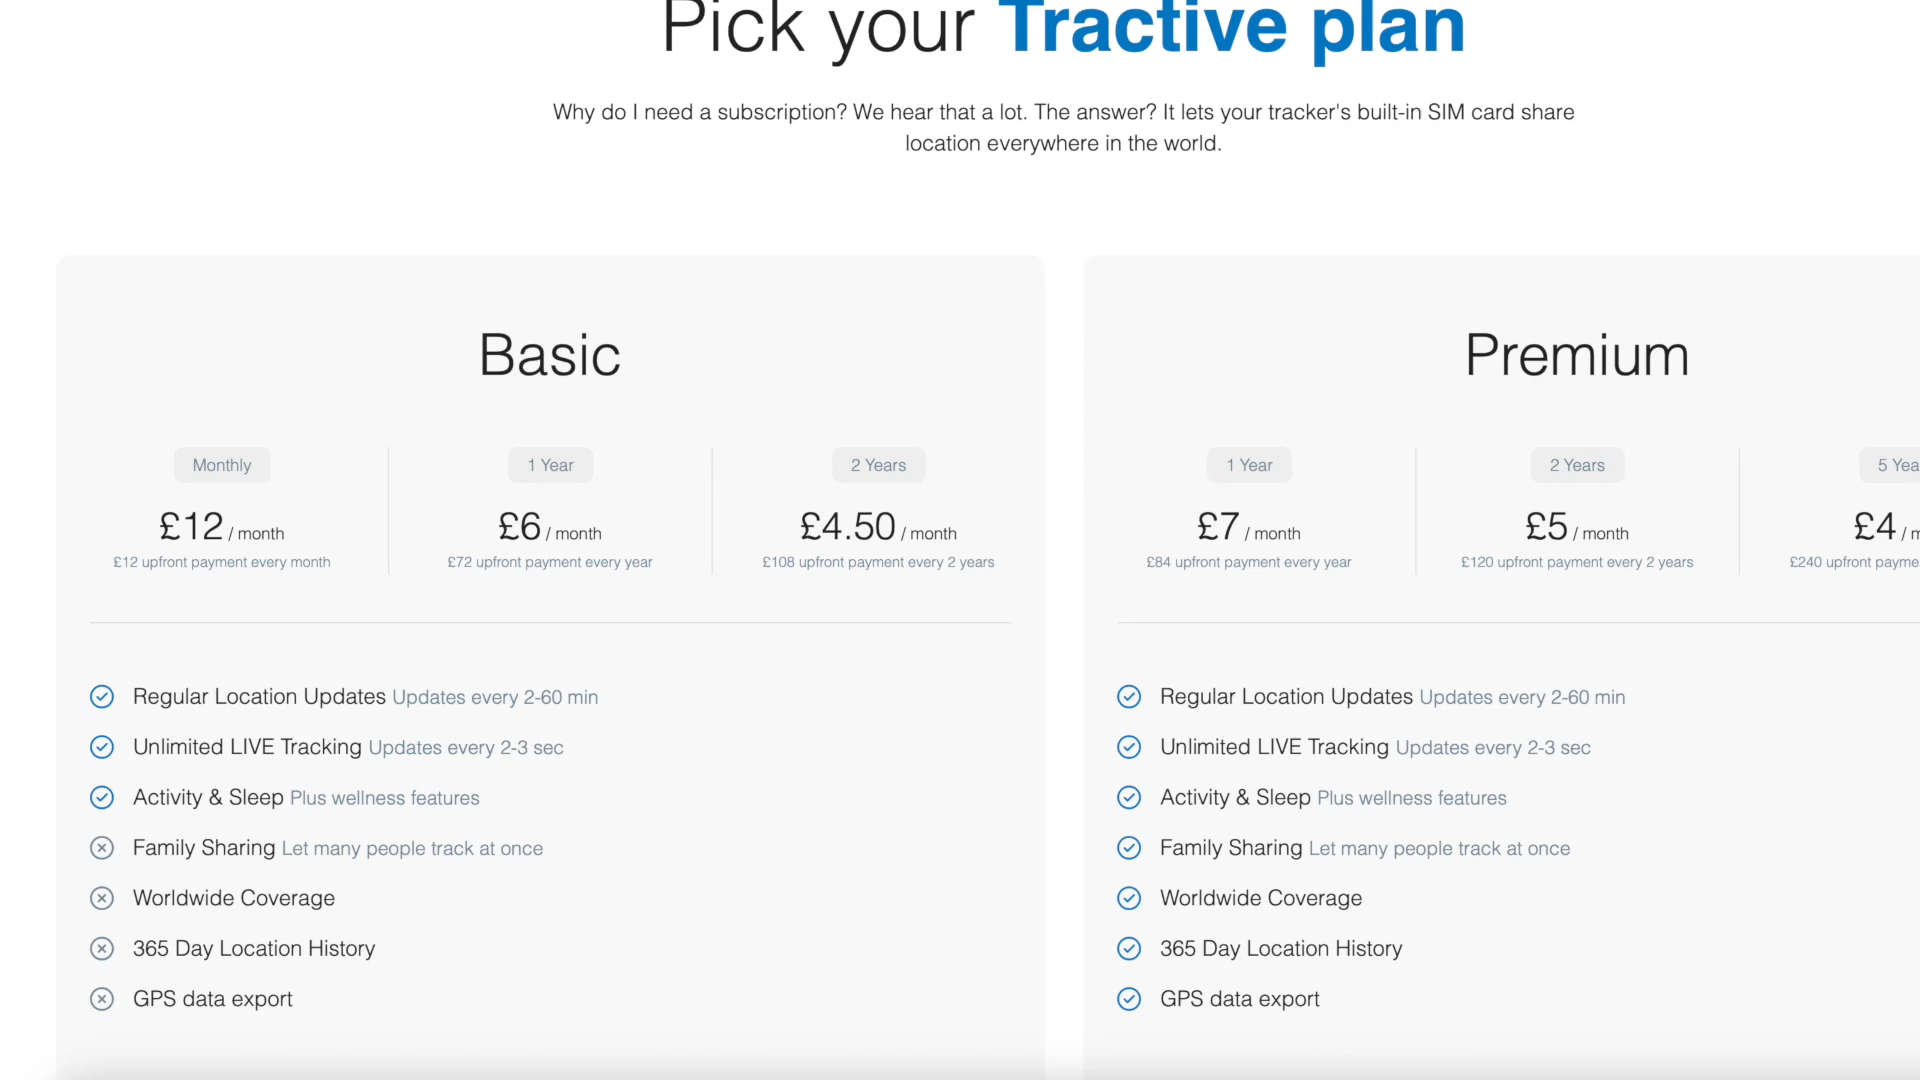 Pick your Tractive plan
Why do I need a subscription? We hear that a lot. The answer? It lets your tracker's built-in SIM card share
location everywhere in the world.
Basic
Monthly
£12 / month
£12 upfront payment every month
1 Year
£6 / month
£72 upfront payment every year
2 Years
£4.50 / month
£108 upfront payment every 2 years
Regular Location Updates Updates every 2-60 min
Unlimited LIVE Tracking Updates every 2-3 sec
Activity & Sleep Plus wellness features
Family Sharing Let many people track at once
Worldwide Coverage
365 Day Location History
GPS data export
Premium
1 Year
£7 / month
£84 upfront payment every year
2 Years
£5 / month
£120 upfront payment every 2 years
5 Yea
£4 / m
£240 upfront payme
Regular Location Updates Updates every 2-60 min
Unlimited LIVE Tracking Updates every 2-3 sec
Activity & Sleep Plus wellness features
Family Sharing Let many people track at once
Worldwide Coverage
365 Day Location History
GPS data export